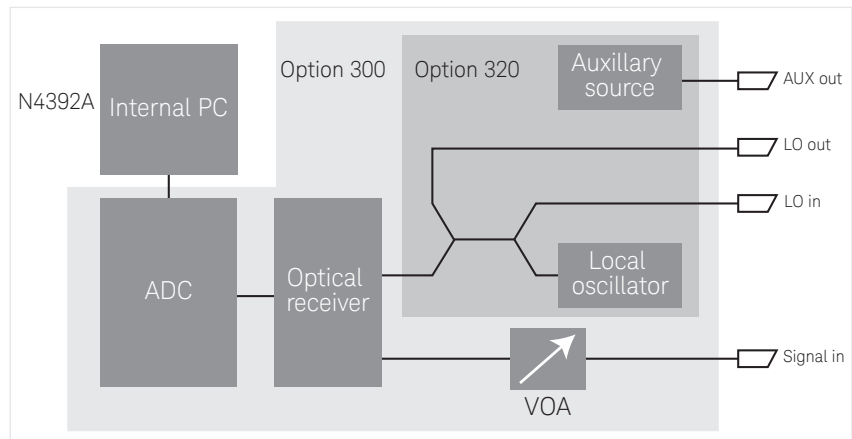 N4392A
Internal PC
Option 300
Option 320
Auxillary
source
AUX out
LO out
LO in
ADC
Optical
receiver
Local
oscillator
Signal in
VOA